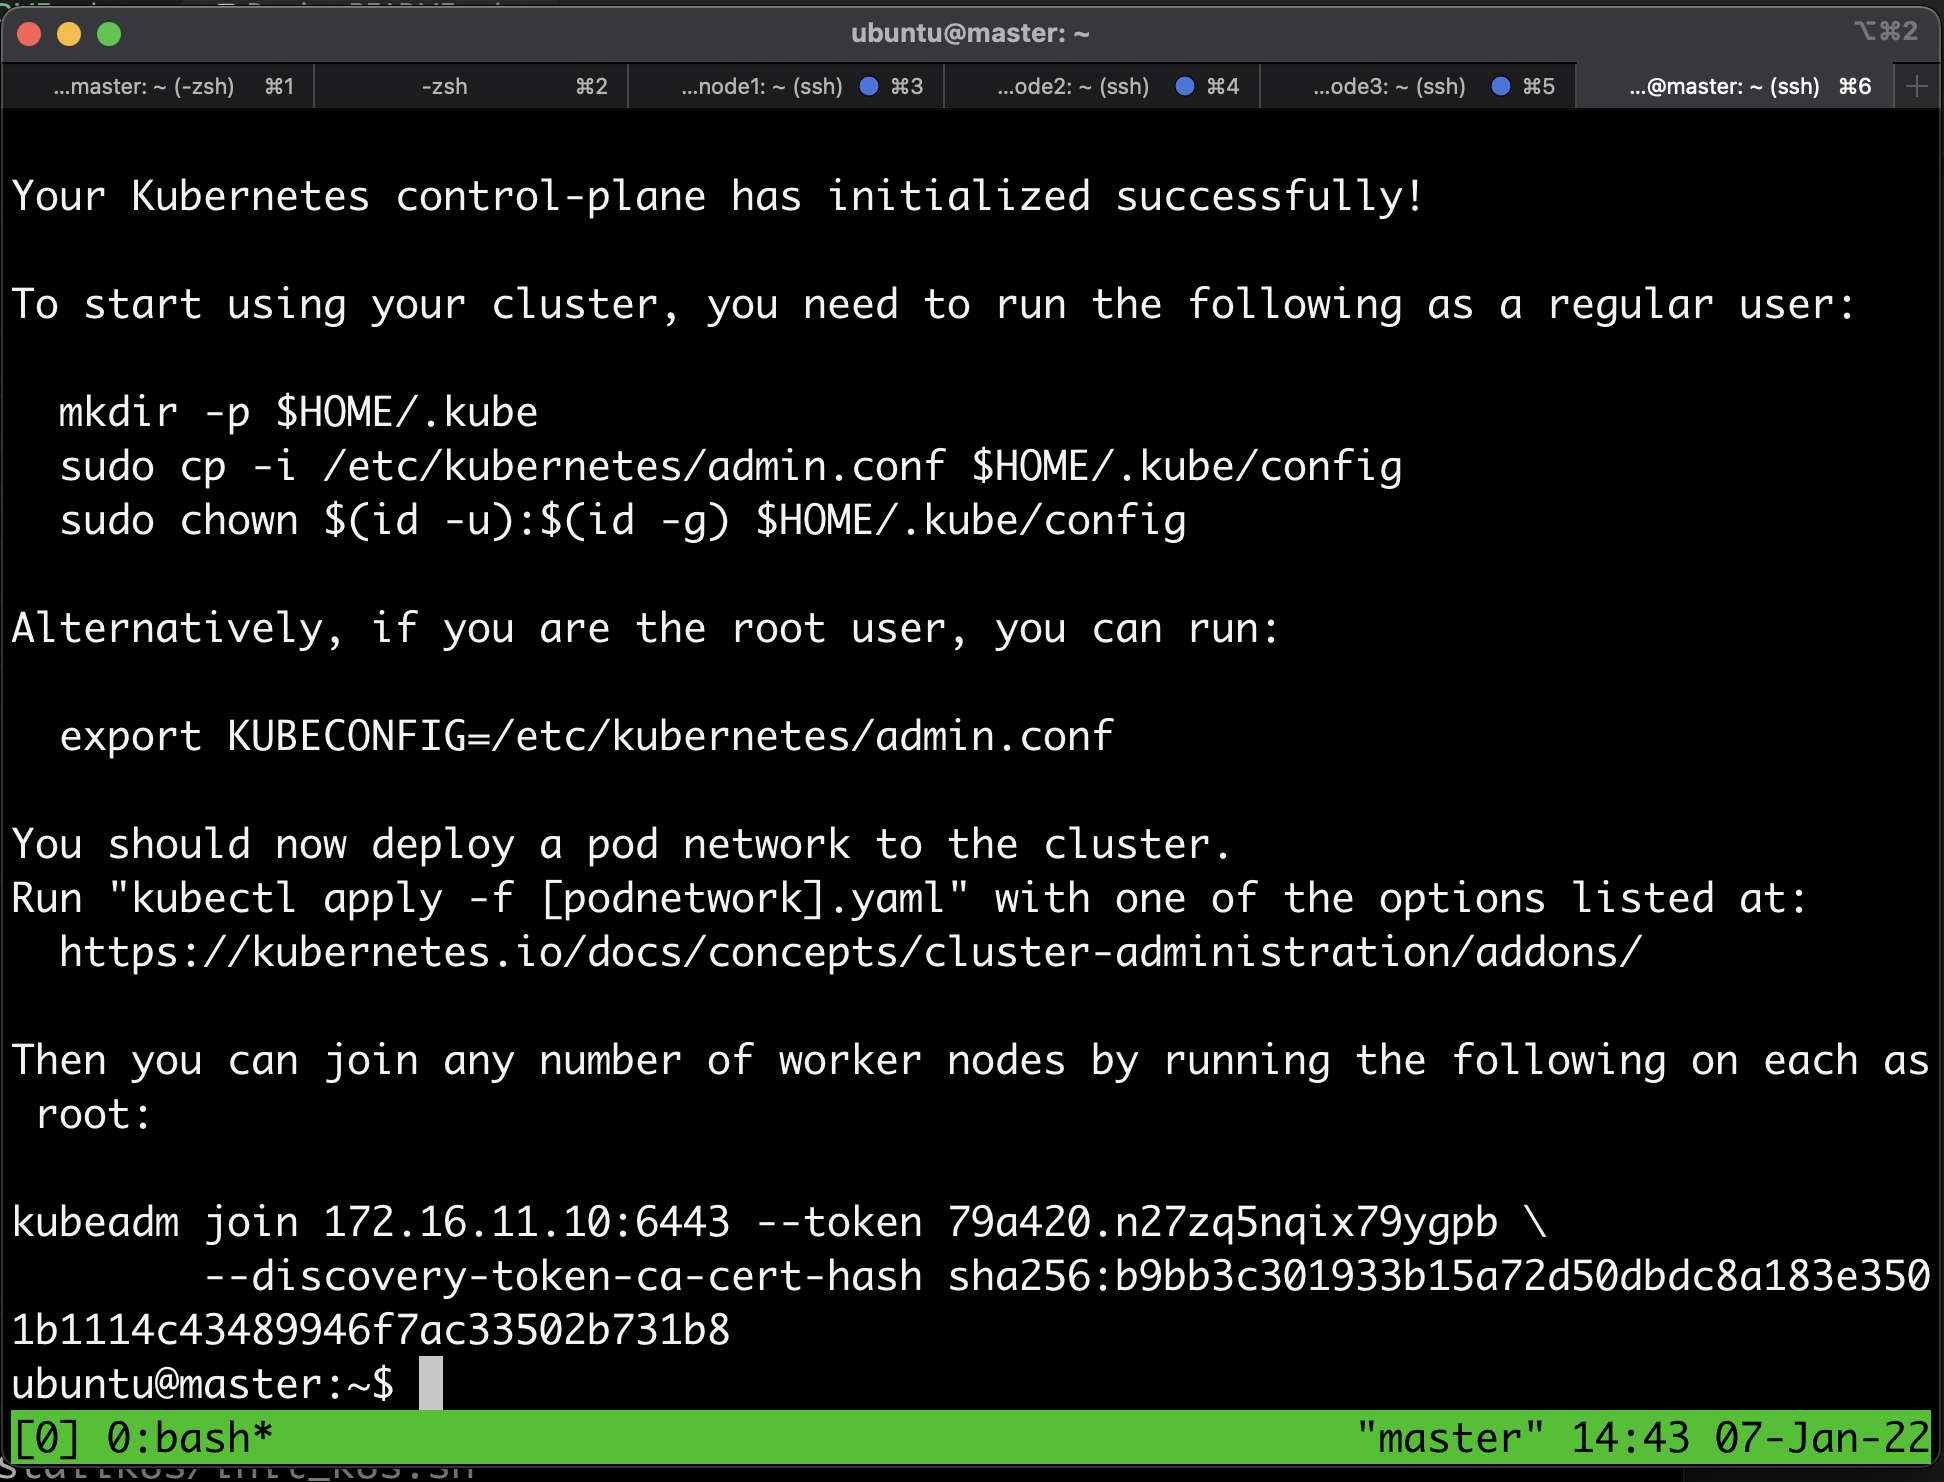 ubuntu@master: ~
⌥⌘2
...master: ~ (-zsh) ⌘1 -zsh ⌘2 ...node1: ~ (ssh) ⌘3 ...ode2: ~ (ssh) ⌘4 ...ode3: ~ (ssh) ⌘5 ...@master: ~ (ssh) ⌘6 +
Your Kubernetes control-plane has initialized successfully!
To start using your cluster, you need to run the following as a regular user:
mkdir -p $HOME/.kube
sudo cp -i /etc/kubernetes/admin.conf $HOME/.kube/config
sudo chown $(id -u):$(id -g) $HOME/.kube/config
Alternatively, if you are the root user, you can run:
export KUBECONFIG=/etc/kubernetes/admin.conf
You should now deploy a pod network to the cluster.
Run "kubectl apply -f [podnetwork].yaml" with one of the options listed at:
https://kubernetes.io/docs/concepts/cluster-administration/addons/
Then you can join any number of worker nodes by running the following on each as
root:
kubeadm join 172.16.11.10:6443 --token 79a420.n27zq5nqix79ygpb \
--discovery-token-ca-cert-hash sha256:b9bb3c301933b15a72d50dbdc8a183e350
1b1114c43489946f7ac33502b731b8
ubuntu@master:~$
[0] 0:bash* "master" 14:43 07-Jan-22